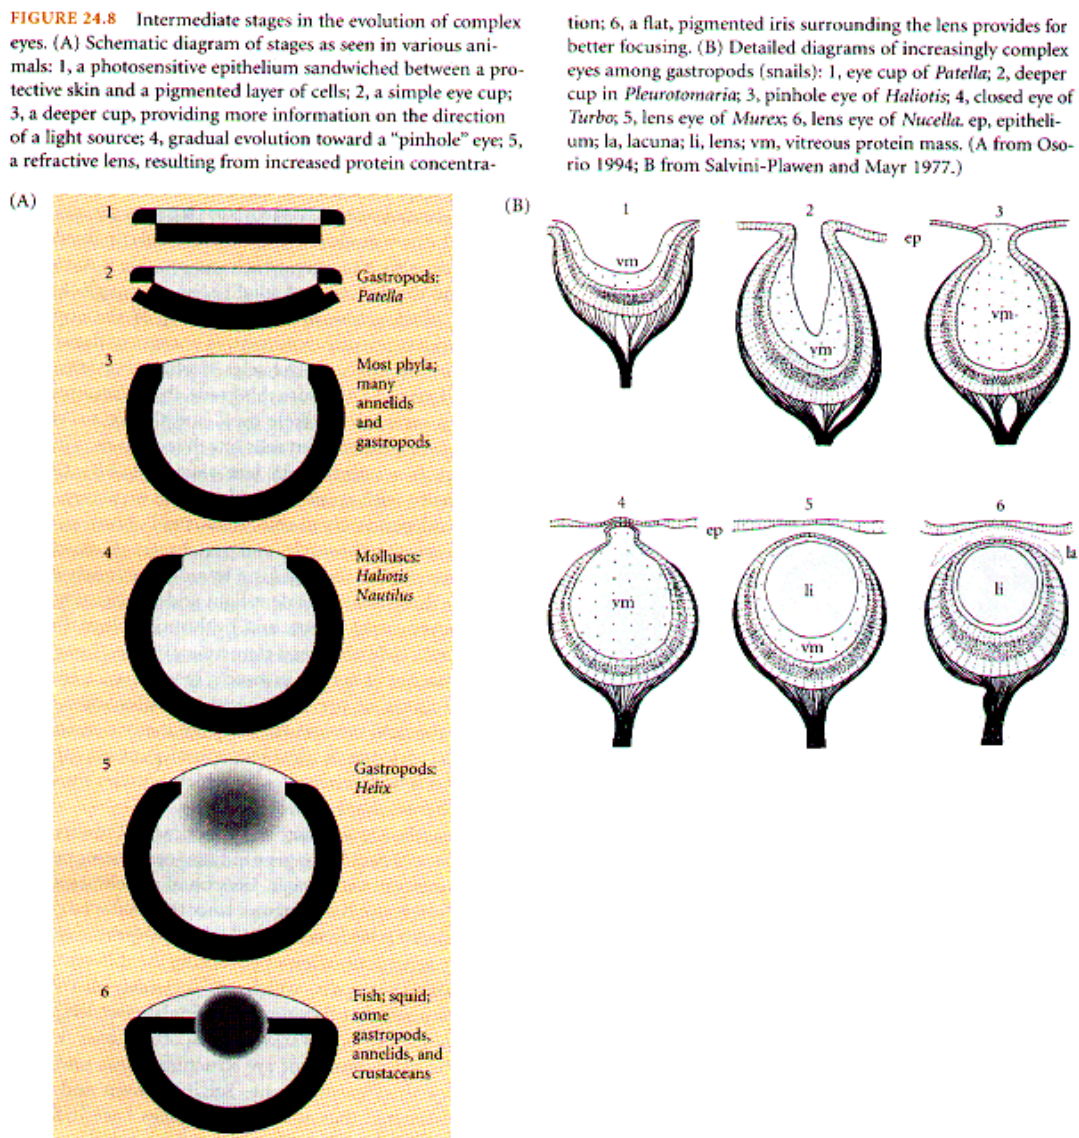 FIGURE 24.8 Intermediate stages in the evolution of complex
eyes. (A) Schematic diagram of stages as seen in various ani-
mals: 1, a photosensitive epithelium sandwiched between a pro-
tective skin and a pigmented layer of cells; 2, a simple eye cup;
3, a deeper cup, providing more information on the direction
of a light source; 4, gradual evolution toward a "pinhole" eye; 5,
a refractive lens, resulting from increased protein concentra-
tion; 6, a flat, pigmented iris surrounding the lens provides for
better focusing. (B) Detailed diagrams of increasingly complex
eyes among gastropods (snails): 1, eye cup of Patella; 2, deeper
cup in Pleurotomaria; 3, pinhole eye of Haliotis; 4, closed eye of
Turbo; 5, lens eye of Murex; 6, lens eye of Nucella. ep, epitheli-
um; la, lacuna; li, lens; vm, vitreous protein mass. (A from Oso-
rio 1994; B from Salvini-Plawen and Mayr 1977.)
(A)
1
2
Gastropods:
Patella
3
Most phyla;
many
annelids
and
gastropods
4
Molluscs:
Haliotis
Nautilus
5
Gastropods:
Helix
6
Fish; squid;
some
gastropods,
annelids, and
crustaceans
(B)
1
vm
2
ep
vm
3
vm
4
ep
vm
5
li
vm
6
la
li